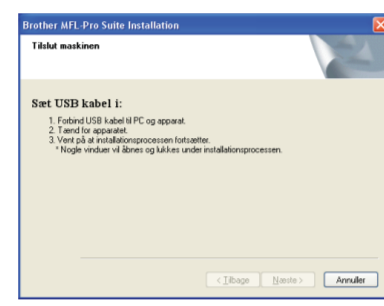 Brother MFL-Pro Suite Installation
Tilslut maskinen
Sæt USB kabel i:
1. Forbind USB kabel til PC og apparat.
2. Tænd for apparatet.
3. Vent på at installationsprocessen fortsætter.
* Nogle vinduer vil åbnes og lukkes under installationsprocessen.
< Tilbage Næste > Annuller